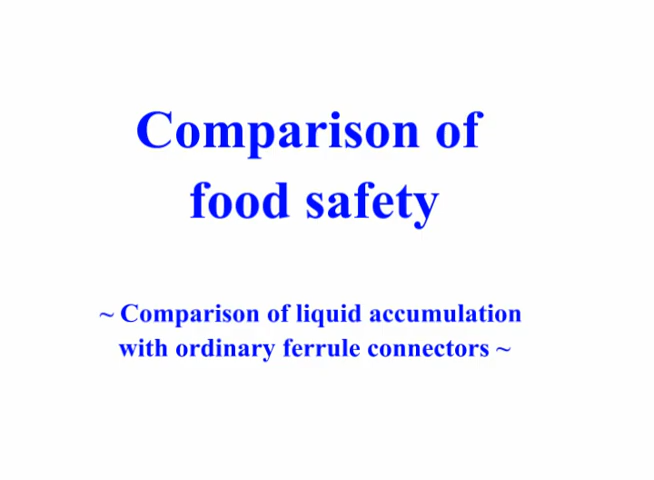 Comparison of
food safety
~ Comparison of liquid accumulation
with ordinary ferrule connectors ~